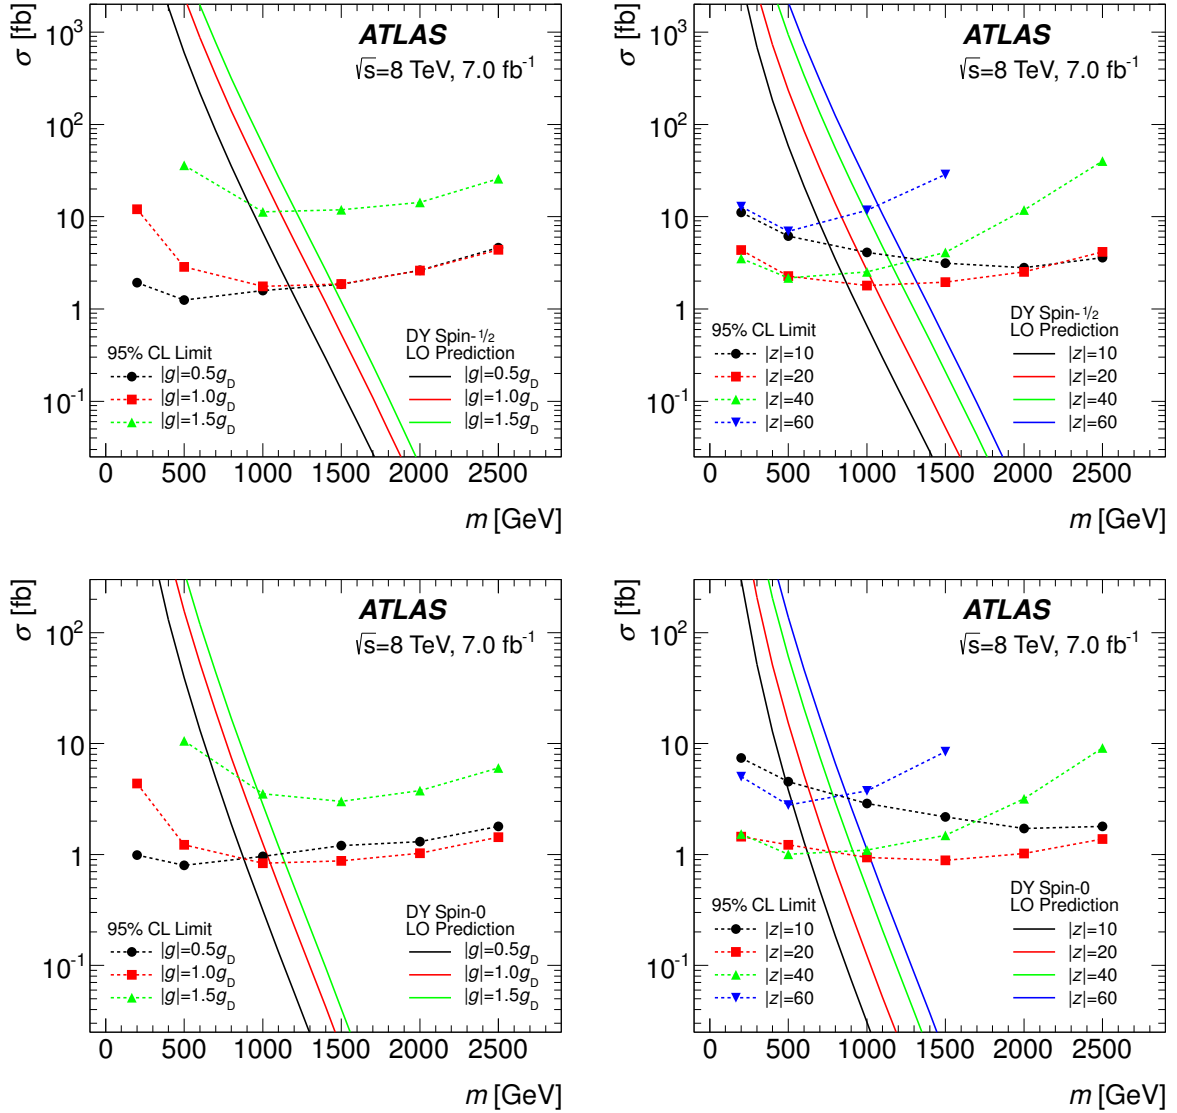 σ [fb]
10³
10²
10
1
10⁻¹
ATLAS
√s=8 TeV, 7.0 fb⁻¹
95% CL Limit
|g|=0.5g_D
|g|=1.0g_D
|g|=1.5g_D
DY Spin-1/2
LO Prediction
|g|=0.5g_D
|g|=1.0g_D
|g|=1.5g_D
0 500 1000 1500 2000 2500
m [GeV]
σ [fb]
10³
10²
10
1
10⁻¹
ATLAS
√s=8 TeV, 7.0 fb⁻¹
95% CL Limit
|z|=10
|z|=20
|z|=40
|z|=60
DY Spin-1/2
LO Prediction
|z|=10
|z|=20
|z|=40
|z|=60
0 500 1000 1500 2000 2500
m [GeV]
σ [fb]
10²
10
1
10⁻¹
ATLAS
√s=8 TeV, 7.0 fb⁻¹
95% CL Limit
|g|=0.5g_D
|g|=1.0g_D
|g|=1.5g_D
DY Spin-0
LO Prediction
|g|=0.5g_D
|g|=1.0g_D
|g|=1.5g_D
0 500 1000 1500 2000 2500
m [GeV]
σ [fb]
10²
10
1
10⁻¹
ATLAS
√s=8 TeV, 7.0 fb⁻¹
95% CL Limit
|z|=10
|z|=20
|z|=40
|z|=60
DY Spin-0
LO Prediction
|z|=10
|z|=20
|z|=40
|z|=60
0 500 1000 1500 2000 2500
m [GeV]